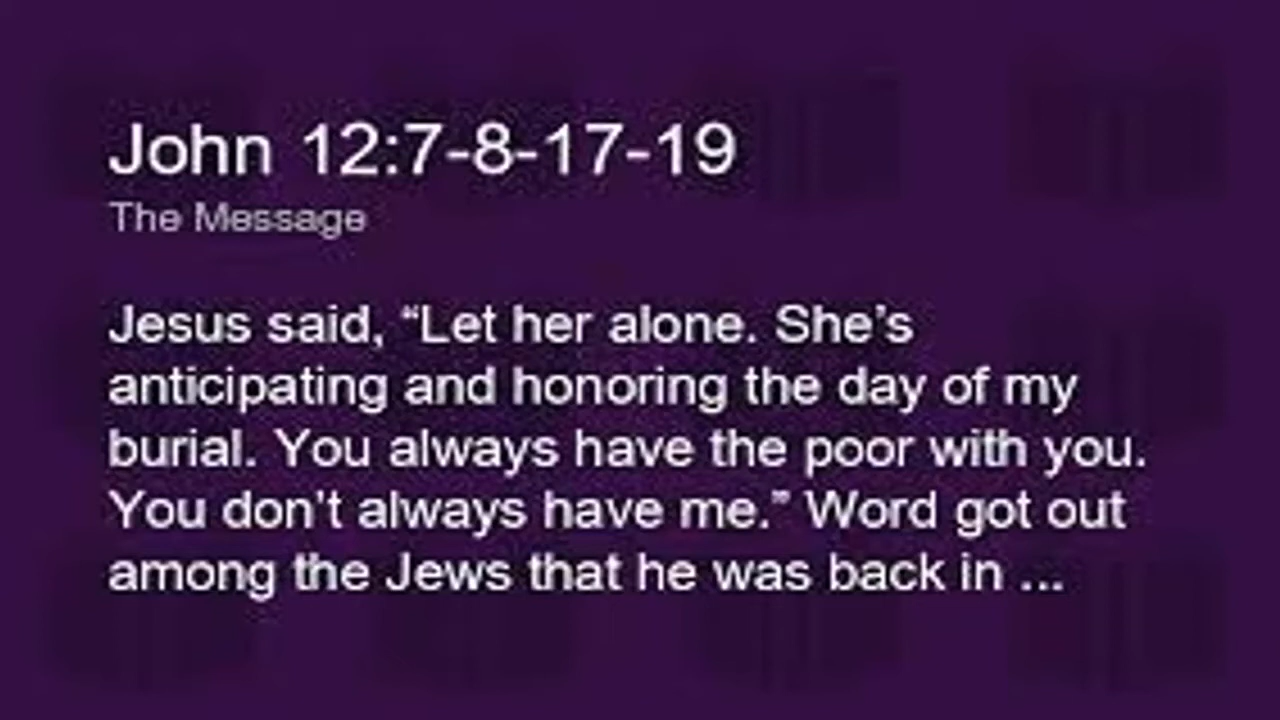 John 12:7-8-17-19
The Message
Jesus said, “Let her alone. She’s
anticipating and honoring the day of my
burial. You always have the poor with you.
You don't always have me.” Word got out
among the Jews that he was back in ...